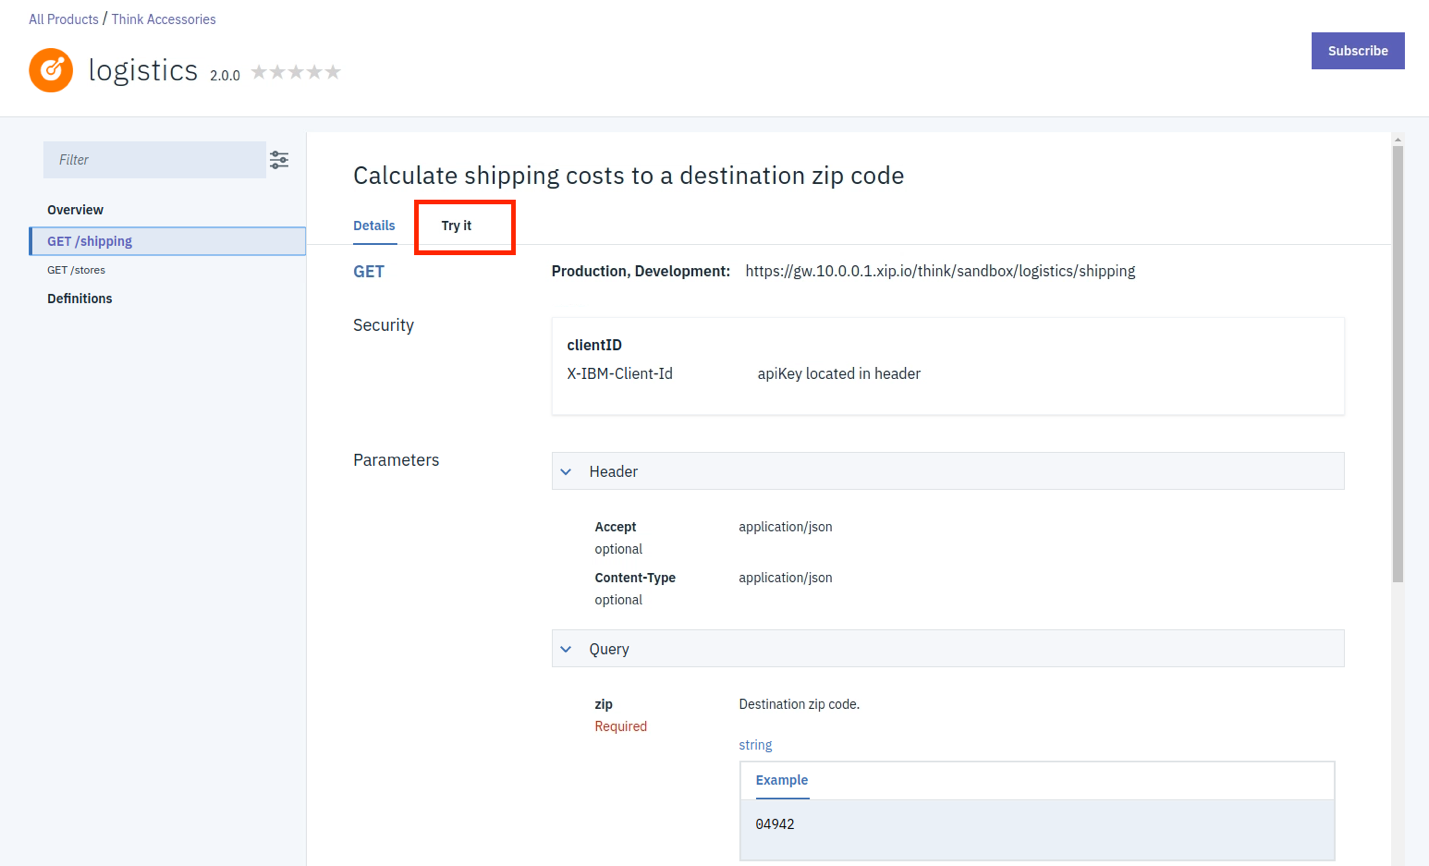 All Products / Think Accessories
logistics 2.0.0
Subscribe
Filter
Overview
GET /shipping
GET /stores
Definitions
Calculate shipping costs to a destination zip code
Details Try it
GET Production, Development: https://gw.10.0.0.1.xip.io/think/sandbox/logistics/shipping
Security
clientID
X-IBM-Client-Id apiKey located in header
Parameters
Header
Accept application/json
optional
Content-Type application/json
optional
Query
zip Destination zip code.
Required
string
Example
04942